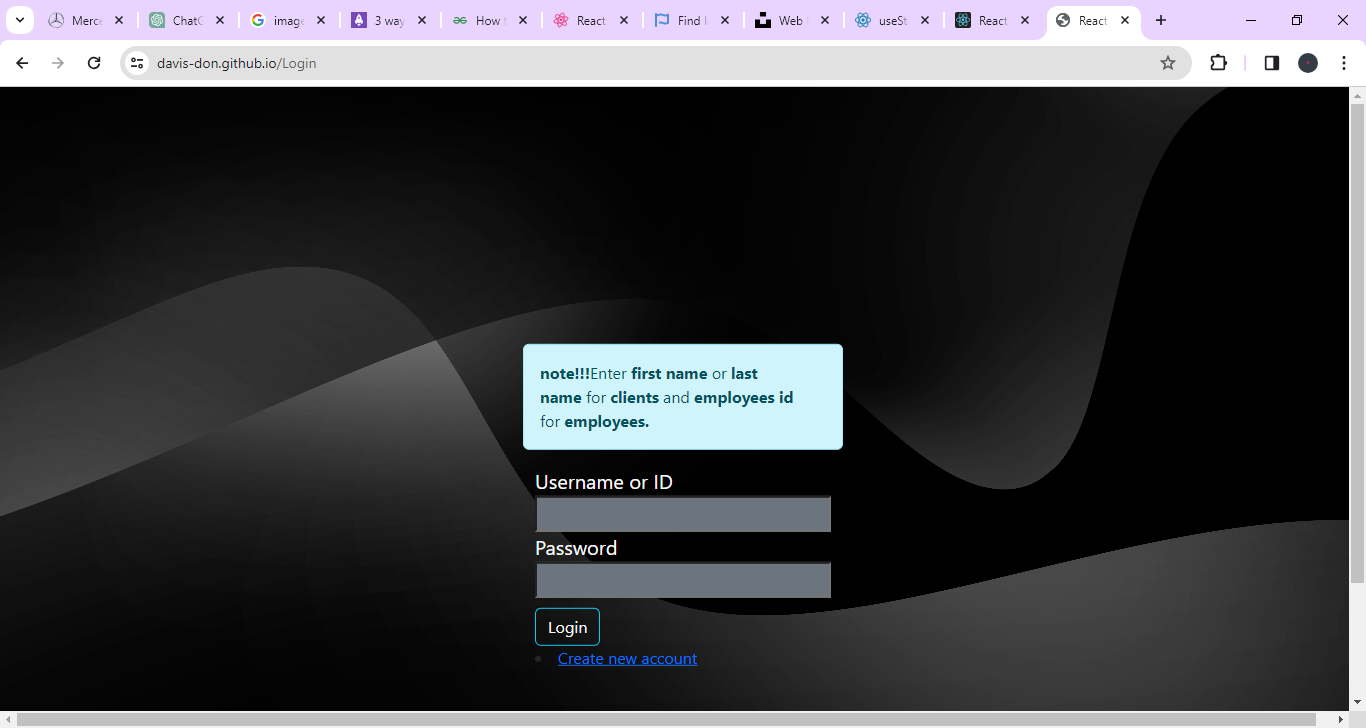 Merce
ChatG
image
3 way
How t
React
Find I
Web
useSt
React
React
davis-don.github.io/Login
note!!!Enter first name or last
name for clients and employees id
for employees.
Username or ID
Password
Login
Create new account